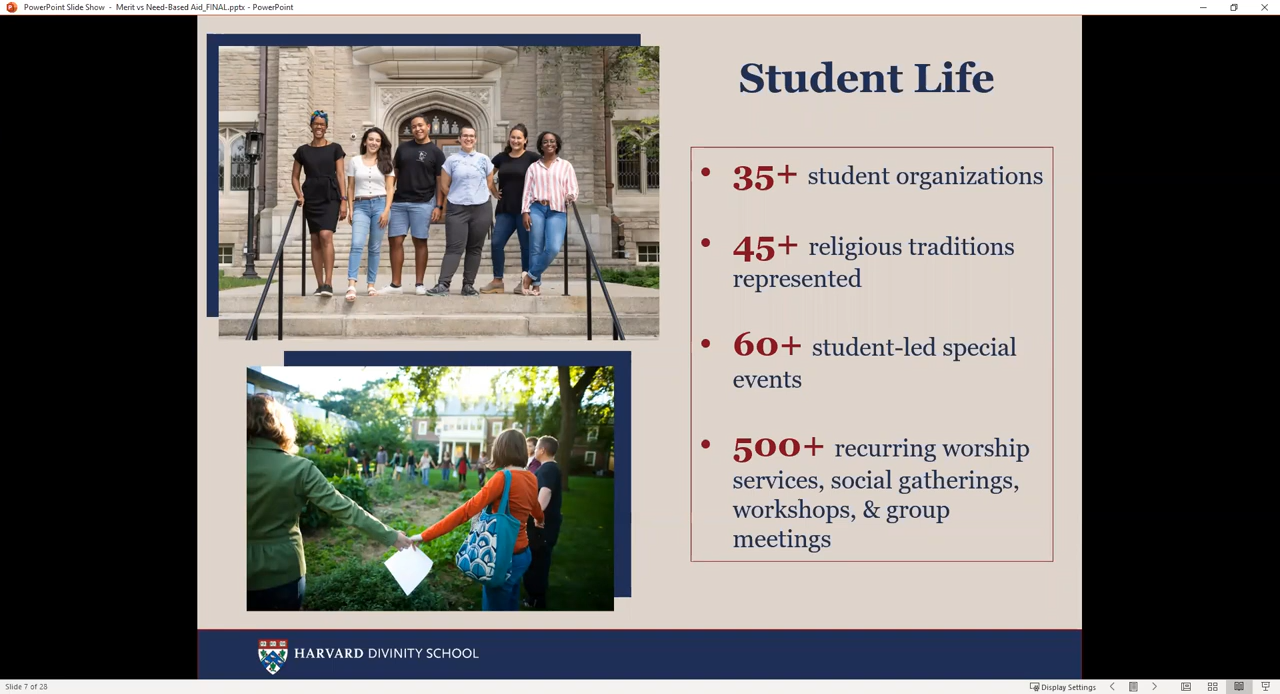 PowerPoint Slide Show - Merit vs Need-Based Aid_FINAL.pptx - PowerPoint
Student Life
• 35+ student organizations
• 45+ religious traditions
represented
• 60+ student-led special
events
• 500+ recurring worship
services, social gatherings,
workshops, & group
meetings
HARVARD DIVINITY SCHOOL
Slide 7 of 28
Display Settings